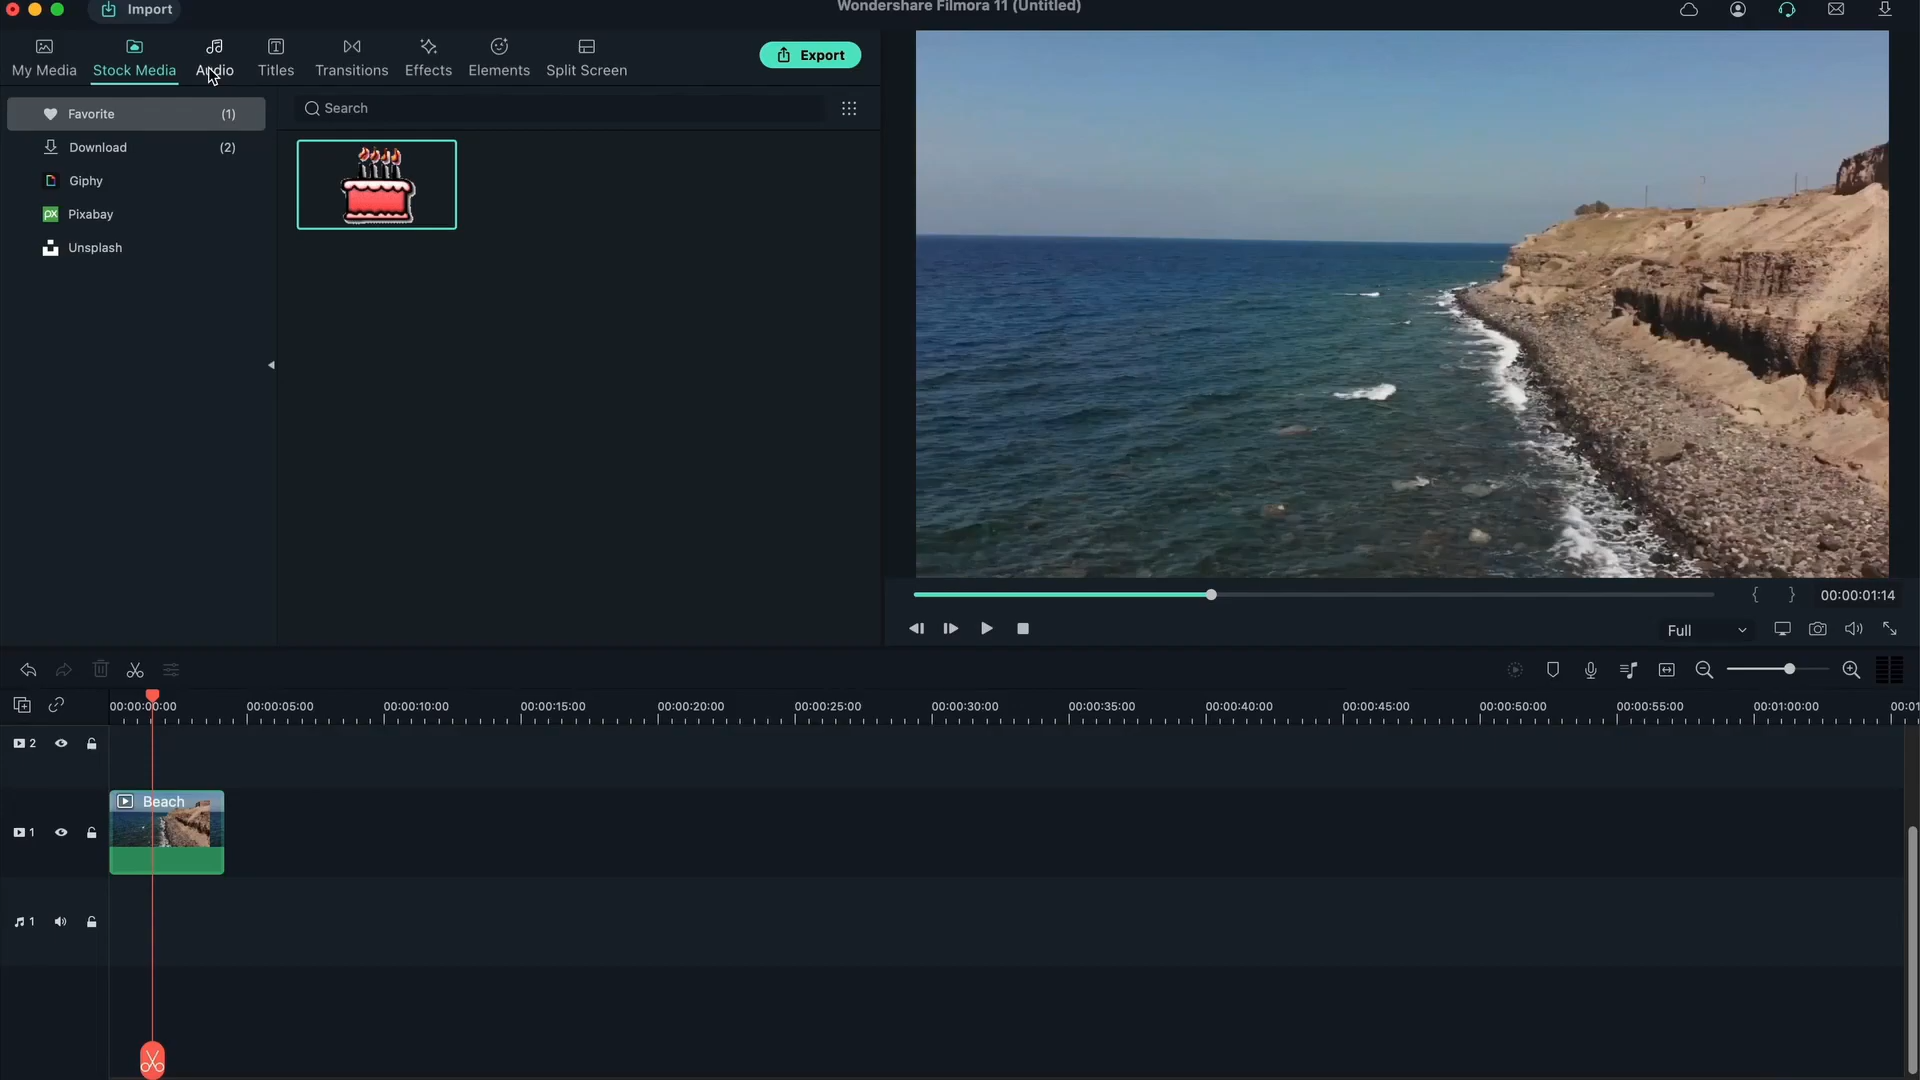 Import
Wondershare Filmora 11 (Untitled)
My Media
Stock Media
Audio
Titles
Transitions
Effects
Elements
Split Screen
Export
Favorite (1)
Download (2)
Giphy
Pixabay
Unsplash
Search
00:00:01:14
Full
00:00:00:00 00:00:05:00 00:00:10:00 00:00:15:00 00:00:20:00 00:00:25:00 00:00:30:00 00:00:35:00 00:00:40:00 00:00:45:00 00:00:50:00 00:00:55:00 00:01:00:00 00:01
2
Beach
1
1